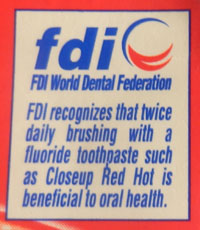 fdi
FDI World Dental Federation
FDI recognizes that twice
daily brushing with a
fluoride toothpaste such
as Closeup Red Hot is
beneficial to oral health.